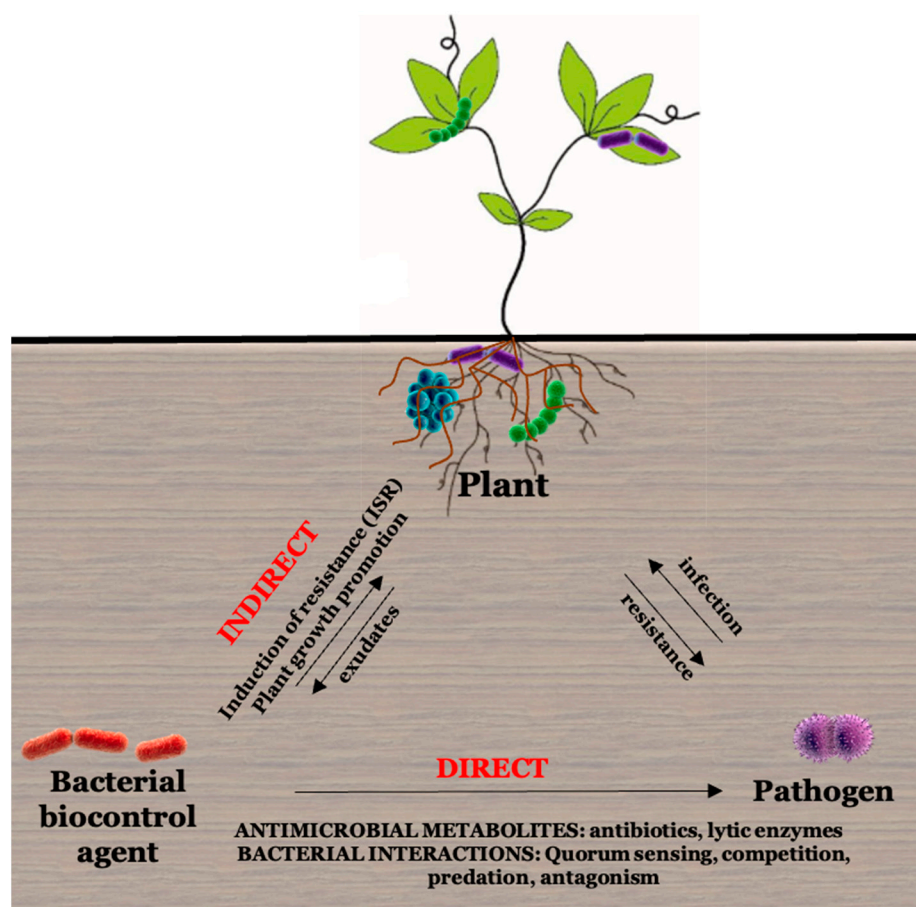 Plant
INDIRECT
Induction of resistance (ISR)
Plant growth promotion
exudates
infection
resistance
Bacterial
biocontrol
agent
DIRECT
Pathogen
ANTIMICROBIAL METABOLITES: antibiotics, lytic enzymes
BACTERIAL INTERACTIONS: Quorum sensing, competition,
predation, antagonism